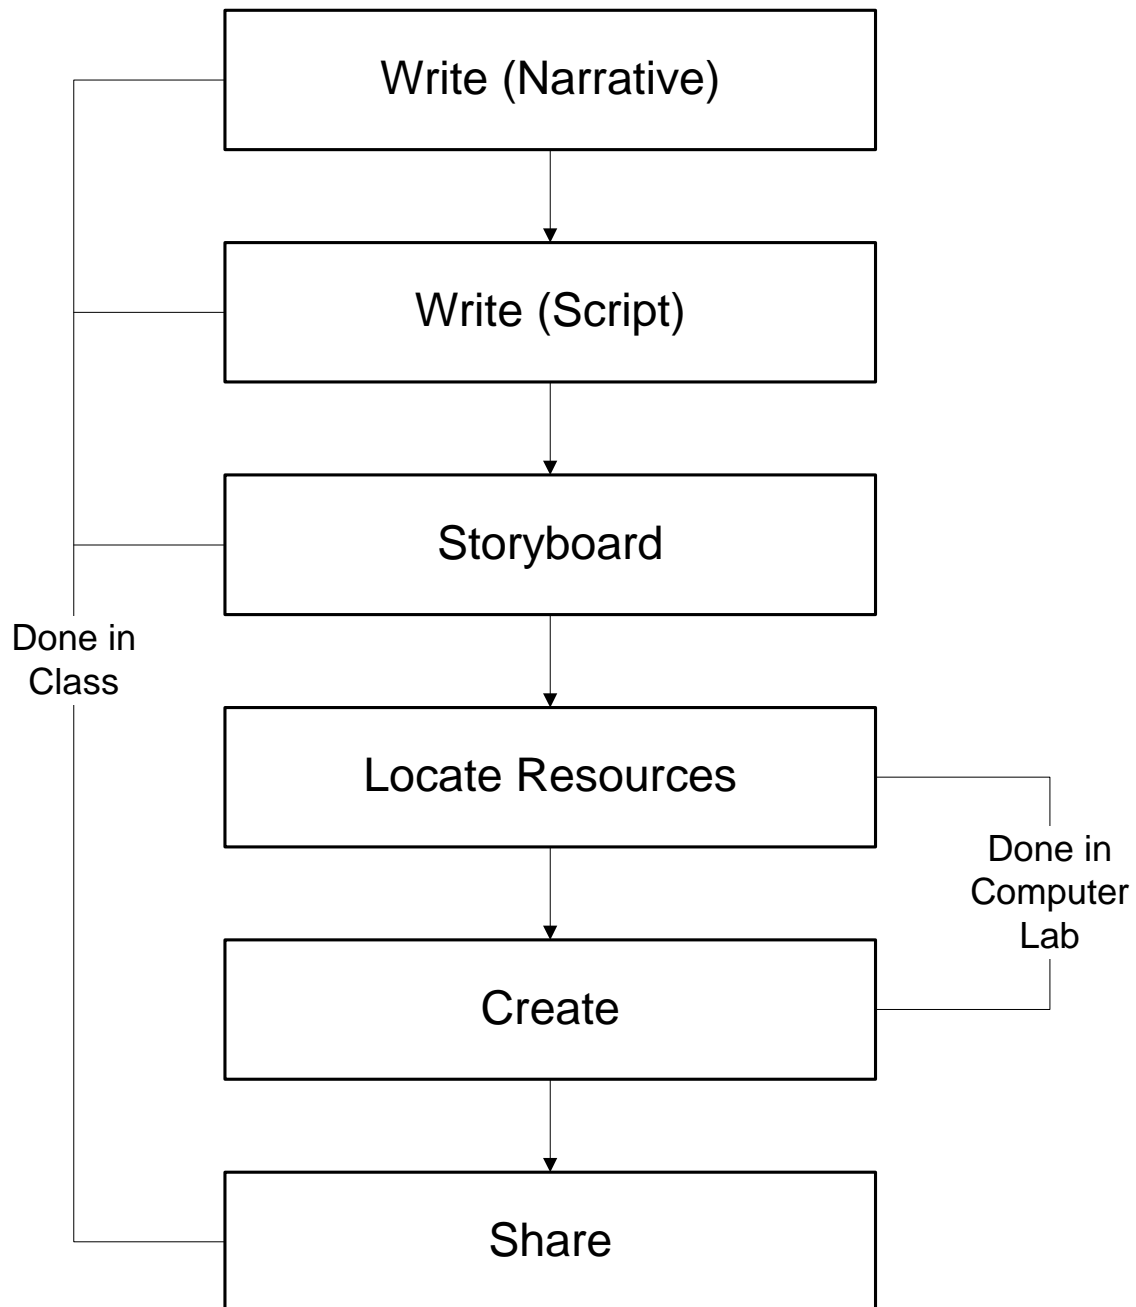 Write (Narrative)
Write (Script)
Storyboard
Done in
Class
Locate Resources
Done in
Computer
Lab
Create
Share